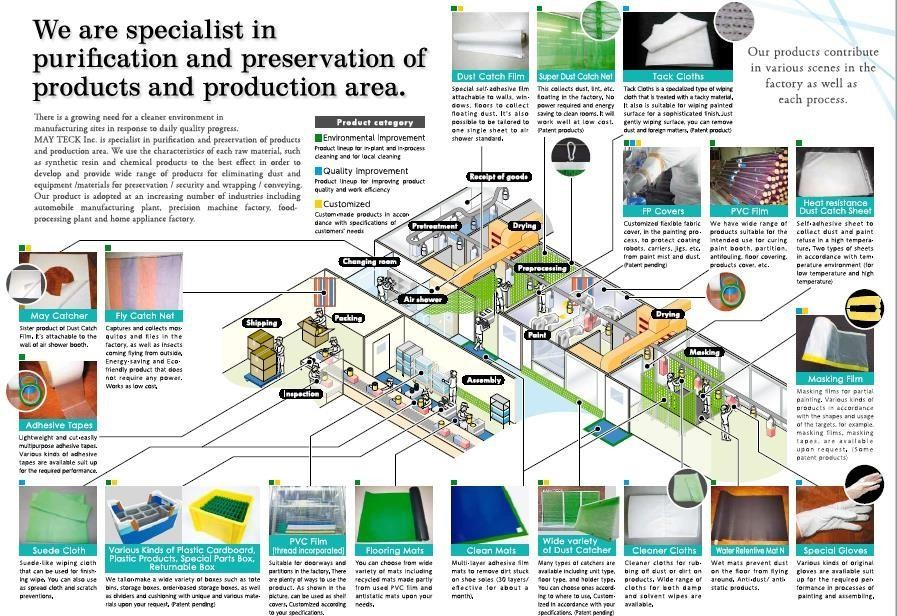 We are specialist in
purification and preservation of
products and production area.
There is a growing need for a cleaner environment in
manufacturing sites in response to daily quality progress.
MAY TECK Inc. is specialist in purification and preservation of products
and production area. We use the characteristics of each raw material, such
as synthetic resin and chemical products to the best effect in order to
develop and provide wide range of products for eliminating dust and
equipment /materials for preservation / security and wrapping / conveying.
Our product is adopted at an increasing number of industries including
automobile manufacturing plant, precision machine factory, food-
processing plant and home appliance factory.
Product category
Environmental Improvement
Product lineup for in-plant and in-process
cleaning and for local cleaning
Quality Improvement
Product lineup for improving product
quality and work efficiency
Customized
Custom-made products in accor-
dance with specifications of
customers' needs
Dust Catch Film
Special self-adhesive film
attachable to walls, win-
dows, floors to collect
floating dust. It's also
possible to be tailored to
one single sheet to air
shower standard.
Super Dust Catch Net
This collects dust, lint, etc.
floating in the factory. No
power required and energy
saving to clean rooms. It will
work well at low cost.
(Patent products)
Tack Cloths
Tack Cloths is a specialized type of wiping
cloth that is treated with a tacky material.
It also is suitable for wiping painted
surface for a sophisticated finish.Just
gently wiping surface, you can remove
dust and foreign matters. (Patent product)
Our products contribute
in various scenes in the
factory as well as
each process.
FP Covers
Customized flexible fabric
cover, in the painting pro-
cess, to protect coating
robots, carriers, jigs, etc.
from paint mist and dust.
(Patent pending)
PVC Film
We have wide range of
products suitable for the
intended use for curing
paint booth, partition,
antifouling, floor covering,
products cover, etc.
Heat resistance
Dust Catch Sheet
Self-adhesive sheet to
collect dust and paint
refuse in a high tempera-
ture. Two types of sheets
in accordance with tem-
perature environment (for
low temperature and high
temperature)
Receipt of goods
Pretreatment
Drying
Changing room
Preprocessing
Air shower
Drying
Shipping
Packing
Paint
Masking
Assembly
Inspection
May Catcher
Sister product of Dust Catch
Film. It's attachable to the
wall of air shower booth.
Fly Catch Net
Captures and collects mos-
quitos and flies in the
factory, as well as insects
coming flying from outside.
Energy-saving and Eco-
friendly product that does
not require any power.
Works as low cost.
Adhesive Tapes
Lightweight and cut-easily
multipurpose adhesive tapes.
Various kinds of adhesive
tapes are available suit up
for the required performance.
Masking Film
Masking films for partial
painting. Various kinds of
products in accordance
with the shapes and usage
of the targets, for example,
masking films, masking
tapes, are available
upon request. (Some
patent products)
Suede Cloth
Suede-like wiping cloth
that can be used for finish-
ing wipe. You can also use
as spread cloth and scratch
prevention.
Various Kinds of Plastic Cardboard,
Plastic Products, Special Parts Box,
Returnable Box
We tailor-make a wide variety of boxes such as tote
bins, storage boxes, order-based storage boxes, as well
as dividers and cushioning with unique and various mate-
rials upon your request. (Patent pending)
PVC Film
(thread incorporated)
Suitable for doorways and
partitions in the factory. There
are plenty of ways to use the
product. As shown in the
picture, can be used as shelf
covers. Customized according
to your specifications.
Flooring Mats
You can choose from wide
variety of mats including
recycled mats made partly
from used PVC film and
antistatic mats upon your
needs.
Clean Mats
Multi-layer adhesive film
mats to remove dirt stuck
on shoe soles (30 layers/
effective for about a
month).
Wide variety
of Dust Catcher
Many types of catchers are
available including unit type,
floor type, and holder type.
You can choose ones accord-
ing to where to use. Custom-
ized in accordance with your
specifications. (Patent pending)
Cleaner Cloths
Cleaner cloths for rub-
bing of dust or dirt on
products. Wide range of
cloths for both damp
and solvent wipes are
available.
Water Retentive Mat N
Wet mats prevent dust
on the floor from flying
around. Anti-dust/ anti-
static products.
Special Gloves
Various kinds of original
gloves are available suit
up for the required per-
formance in processes of
painting and assembling.